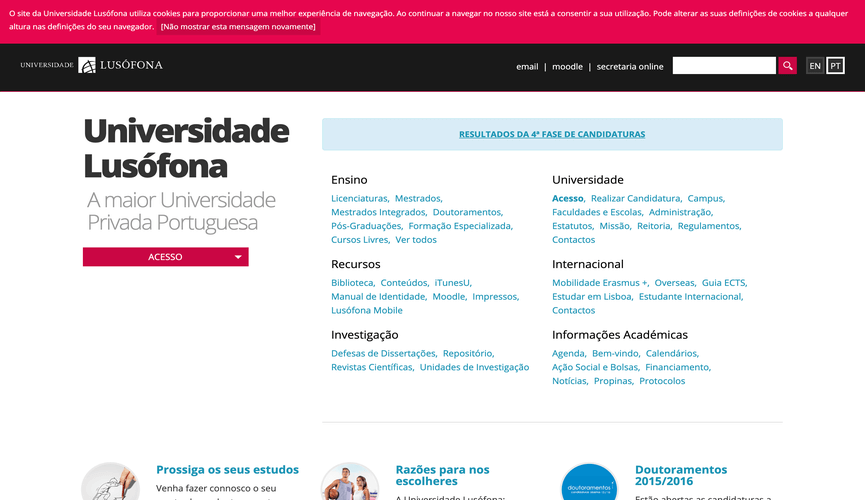 O site da Universidade Lusófona utiliza cookies para proporcionar uma melhor experiência de navegação. Ao continuar a navegar no nosso site está a consentir a sua utilização. Pode alterar as suas definições de cookies a qualquer
altura nas definições do seu navegador. [Não mostrar esta mensagem novamente]
UNIVERSIDADE LUSÓFONA
email | moodle | secretaria online
EN PT
Universidade
Lusófona
A maior Universidade
Privada Portuguesa
ACESSO
RESULTADOS DA 4ª FASE DE CANDIDATURAS
Ensino
Licenciaturas, Mestrados,
Mestrados Integrados, Doutoramentos,
Pós-Graduações, Formação Especializada,
Cursos Livres, Ver todos
Universidade
Acesso, Realizar Candidatura, Campus,
Faculdades e Escolas, Administração,
Estatutos, Missão, Reitoria, Regulamentos,
Contactos
Recursos
Biblioteca, Conteúdos, iTunesU,
Manual de Identidade, Moodle, Impressos,
Lusófona Mobile
Internacional
Mobilidade Erasmus +, Overseas, Guia ECTS,
Estudar em Lisboa, Estudante Internacional,
Contactos
Investigação
Defesas de Dissertações, Repositório,
Revistas Científicas, Unidades de Investigação
Informações Académicas
Agenda, Bem-vindo, Calendários,
Ação Social e Bolsas, Financiamento,
Notícias, Propinas, Protocolos
Prossiga os seus estudos
Venha fazer connosco o seu
Razões para nos
escolheres
A Universidade Lusófona:
doutoramentos
Doutoramentos
2015/2016
Estão abertas as candidaturas a